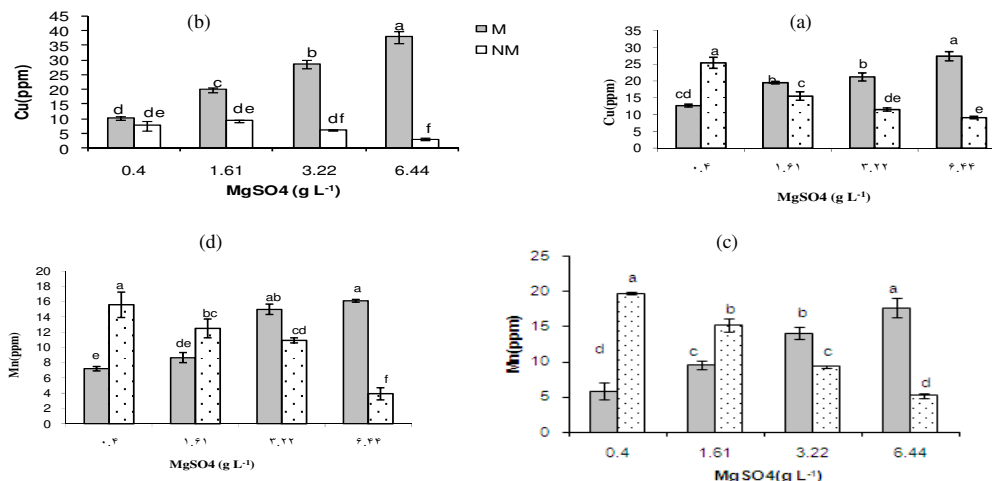 (b)
Cu(ppm)
45
40
35
30
25
20
15
10
5
0
d
de
c
de
b
df
a
f
0.4 1.61 3.22 6.44
MgSO4 (g L-1)
M
NM
(a)
Cu(ppm)
35
30
25
20
15
10
5
0
cd
a
b
c
b
de
a
e
۰.۴ ۱.۶۱ ۳.۲۲ ۶.۴۴
MgSO4 (g L-1)
(d)
Mn(ppm)
20
18
16
14
12
10
8
6
4
2
0
e
a
de
bc
ab
cd
a
f
۰.۴ ۱.۶۱ ۳.۲۲ ۶.۴۴
MgSO4 (g L-1)
(c)
Mn(ppm)
25
20
15
10
5
0
d
a
c
b
b
c
a
d
0.4 1.61 3.22 6.44
MgSO4(g L-1)